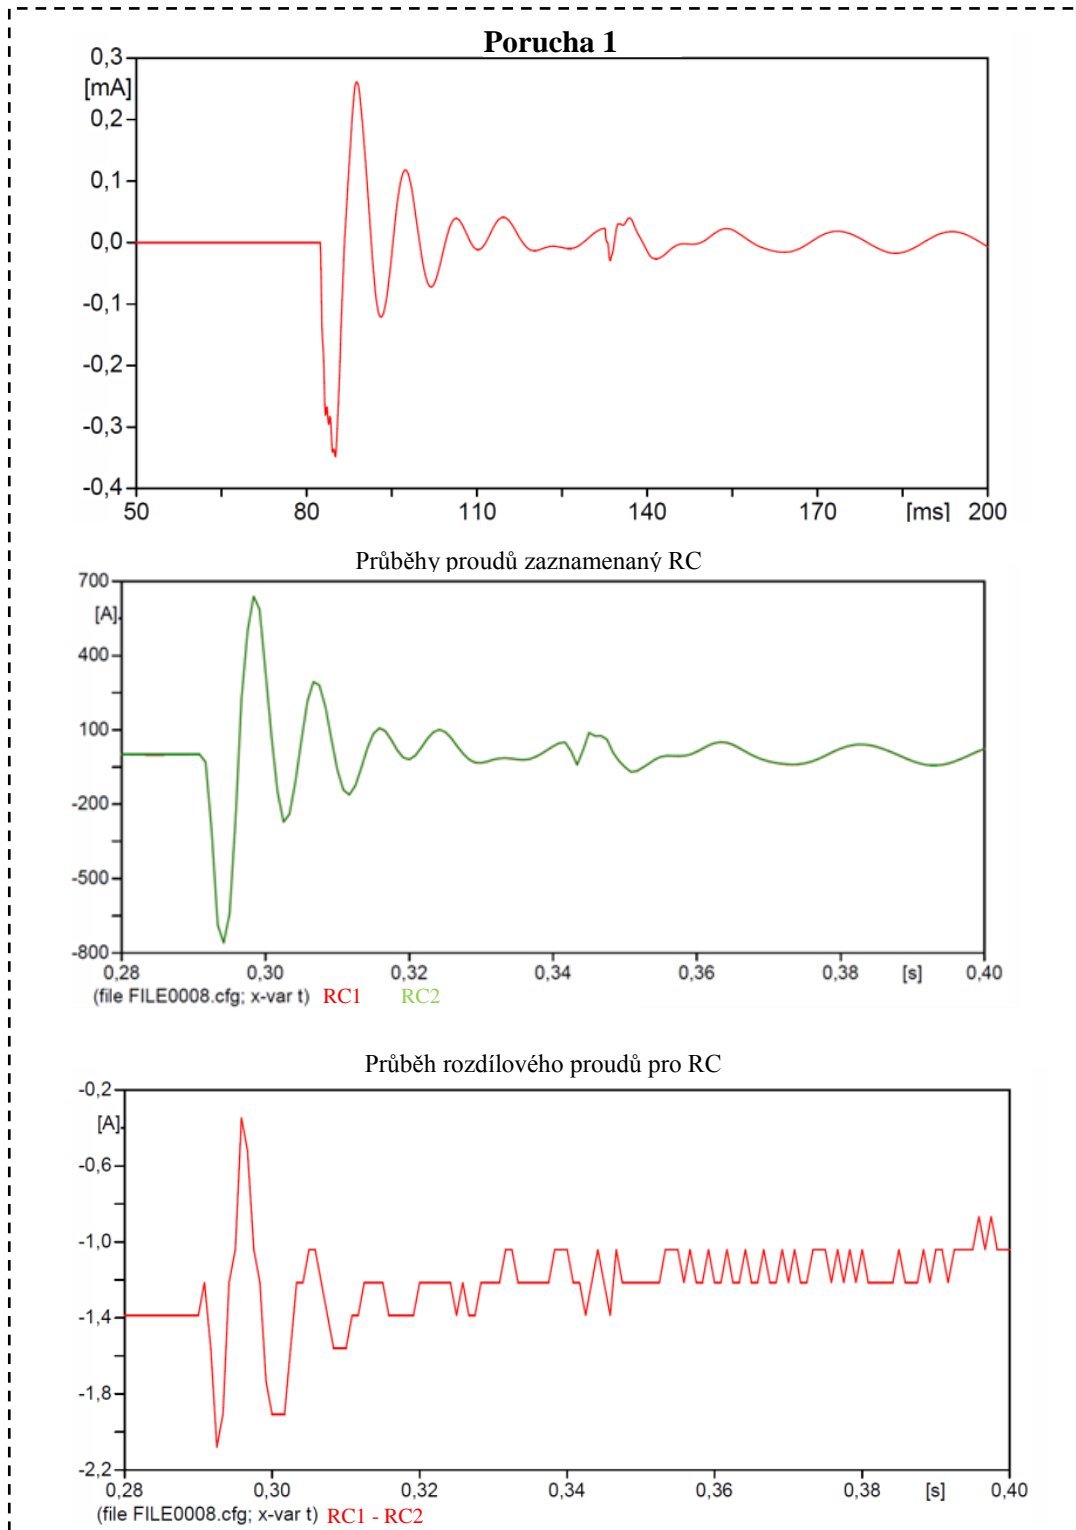 Porucha 1
0,3
[mA]
0,2
0,1
0,0
-0,1
-0,2
-0,3
-0,4
50 80 110 140 170 [ms] 200
Průběhy proudů zaznamenaný RC
700
[A]
400
100
-200
-500
-800
0,28 0,30 0,32 0,34 0,36 0,38 [s] 0,40
(file FILE0008.cfg; x-var t) RC1 RC2
Průběh rozdílového proudů pro RC
-0,2
[A]
-0,6
-1,0
-1,4
-1,8
-2,2
0,28 0,30 0,32 0,34 0,36 0,38 [s] 0,40
(file FILE0008.cfg; x-var t) RC1 - RC2